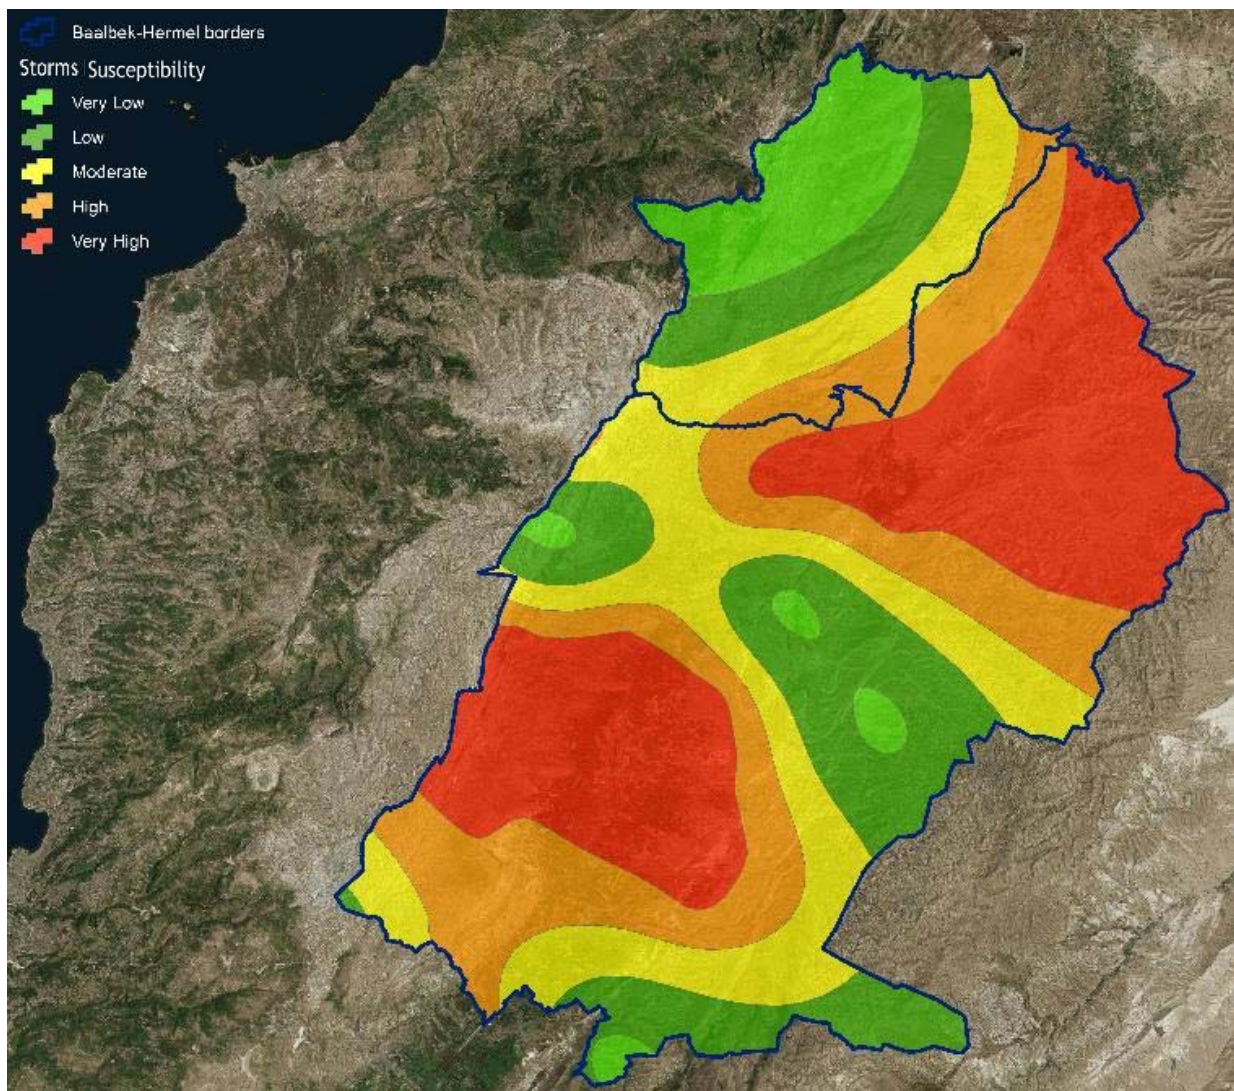 Baalbek-Hermel borders
Storms Susceptibility
Very Low
Low
Moderate
High
Very High